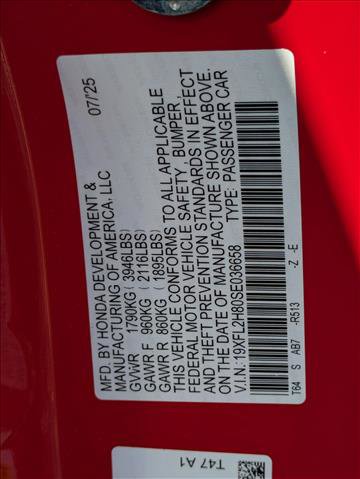 MFD. BY HONDA DEVELOPMENT & 07/'25
MANUFACTURING OF AMERICA, LLC
GVWR 1790KG ( 3946LBS)
GAWR F 960KG ( 2116LBS)
GAWR R 860KG ( 1895LBS)
THIS VEHICLE CONFORMS TO ALL APPLICABLE
FEDERAL MOTOR VEHICLE SAFETY , BUMPER ,
AND THEFT PREVENTION STANDARDS IN EFFECT
ON THE DATE OF MANUFACTURE SHOWN ABOVE.
V.I.N.:19XFL2H80SE036658 TYPE: PASSENGER CAR
T64 S AB7 -R513 -Z -E
T47 A1